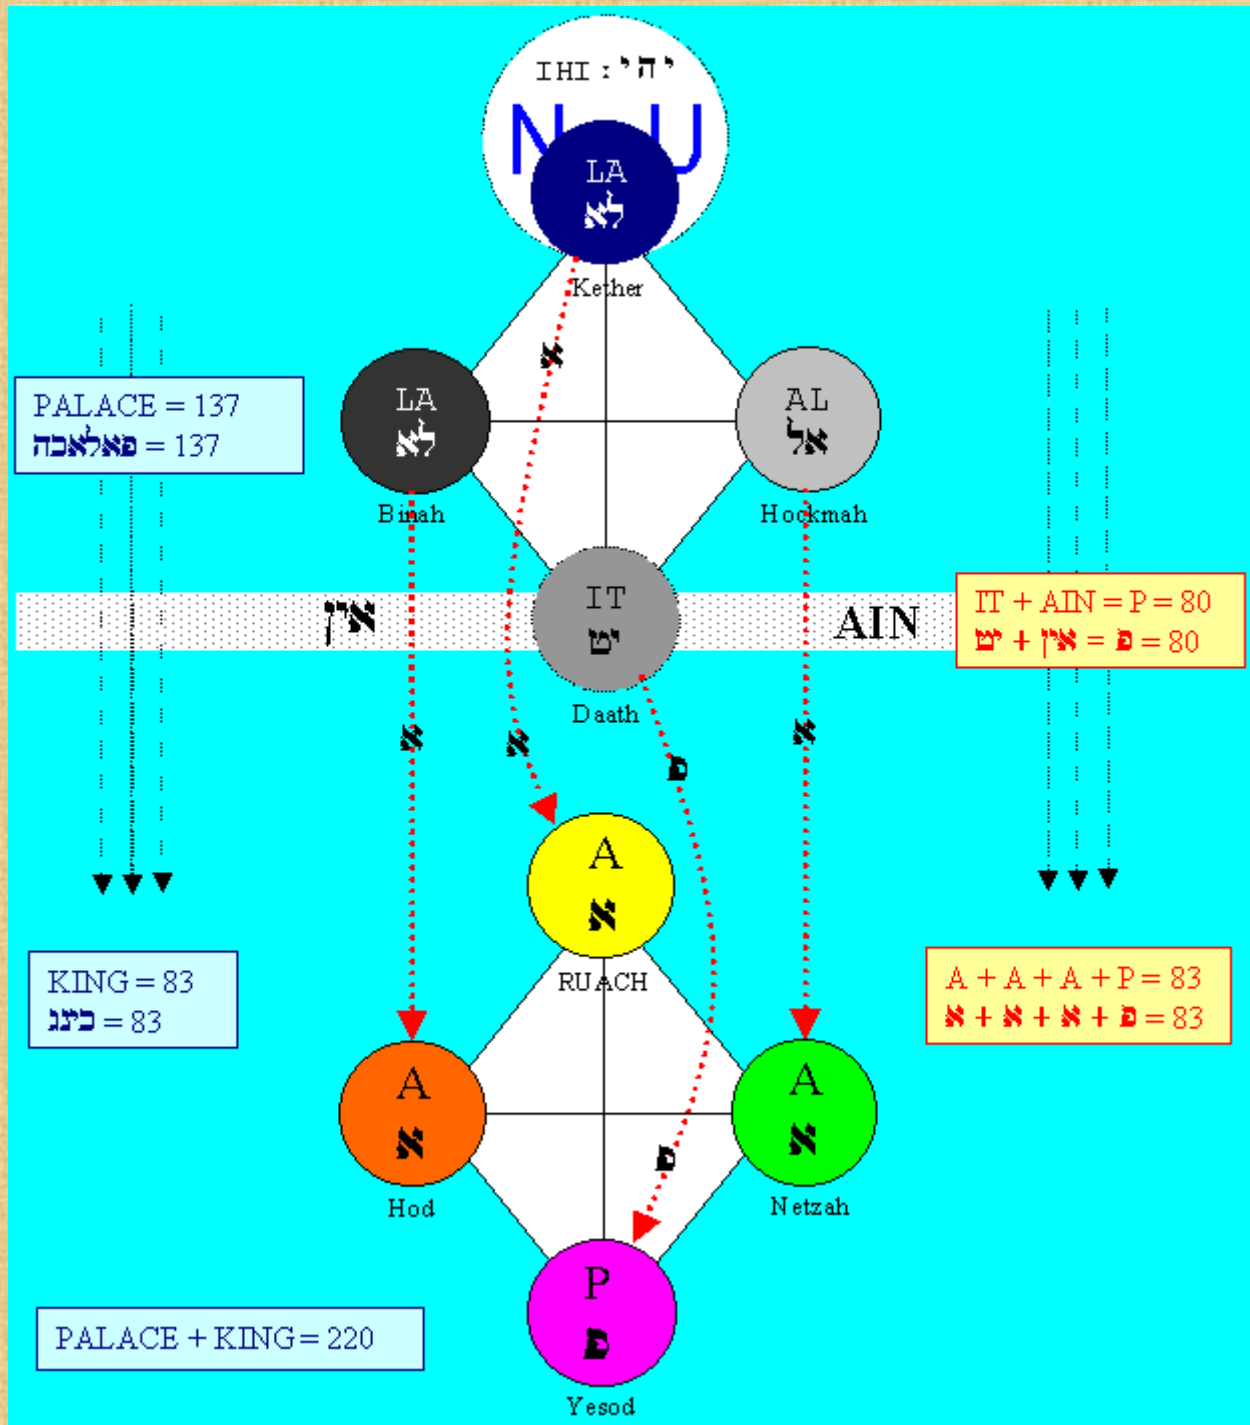 IHI : יהי
N U
LA
לא
Kether
א
PALACE = 137
פאלאכה = 137
LA
לא
Binah
AL
אל
Hockmah
אין
IT
יט
AIN
Daath
IT + AIN = P = 80
יט + אין = פ = 80
א
א
פ
א
A
א
RUACH
KING = 83
כינג = 83
A + A + A + P = 83
א + א + א + פ = 83
A
א
Hod
A
א
Netzah
פ
P
פ
Yesod
PALACE + KING = 220